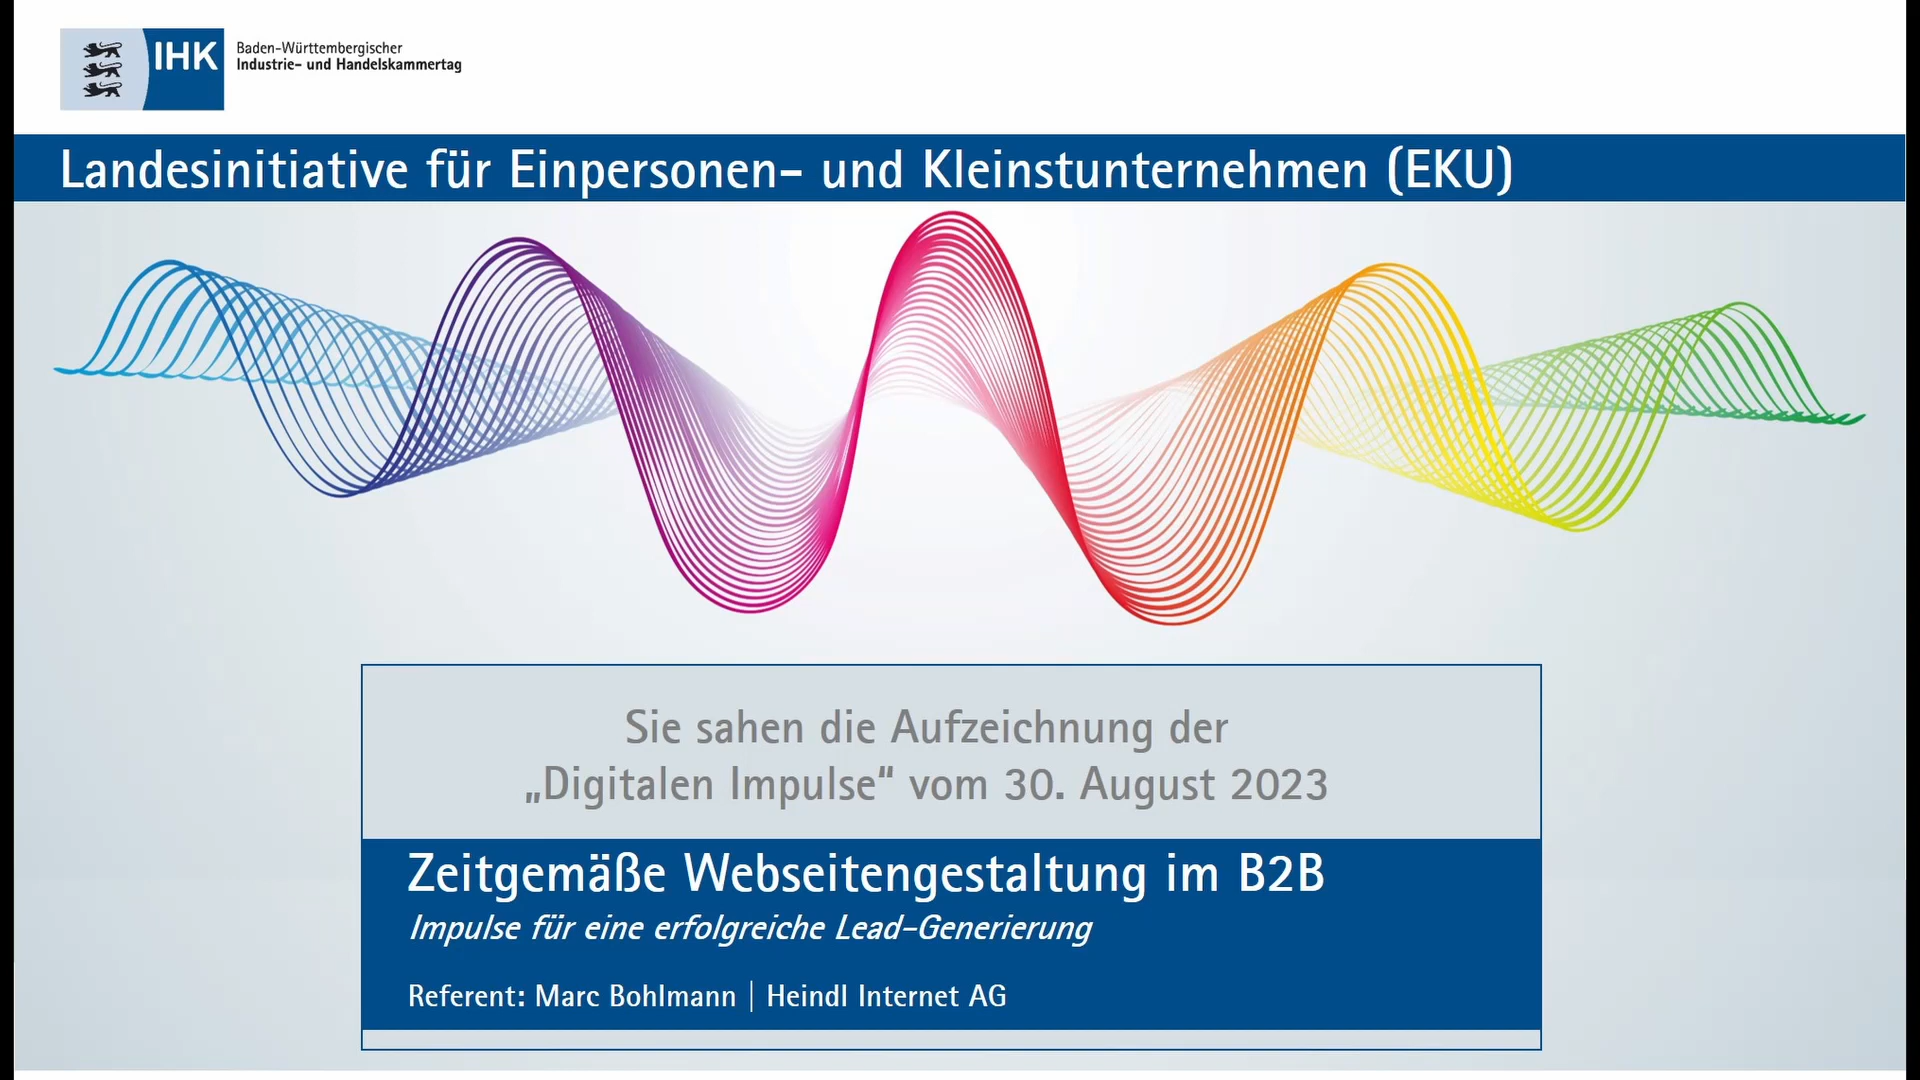 IHK
Baden-Württembergischer
Industrie- und Handelskammertag
Landesinitiative für Einpersonen- und Kleinstunternehmen (EKU)
Sie sahen die Aufzeichnung der
„Digitalen Impulse“ vom 30. August 2023
Zeitgemäße Webseitengestaltung im B2B
Impulse für eine erfolgreiche Lead-Generierung
Referent: Marc Bohlmann | Heindl Internet AG